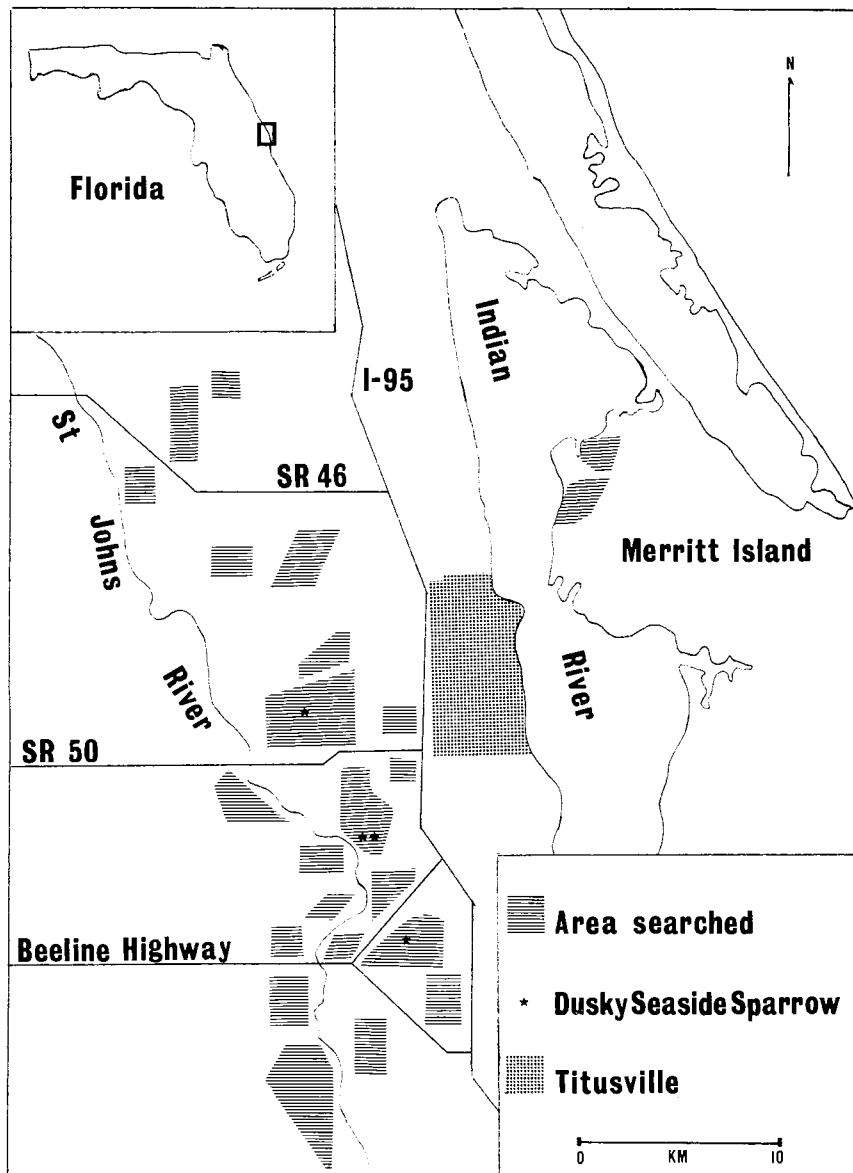 N
Florida
Indian
I-95
St
SR 46
Johns
Merritt Island
River
River
SR 50
Beeline Highway
Area searched
Dusky Seaside Sparrow
Titusville
0 KM 10